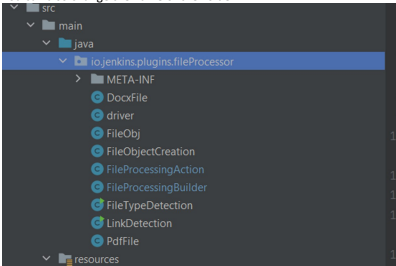 src
main
java
io.jenkins.plugins.fileProcessor
META-INF
DocxFile
driver
FileObj
FileObjectCreation
FileProcessingAction
FileProcessingBuilder
FileTypeDetection
LinkDetection
PdfFile
resources